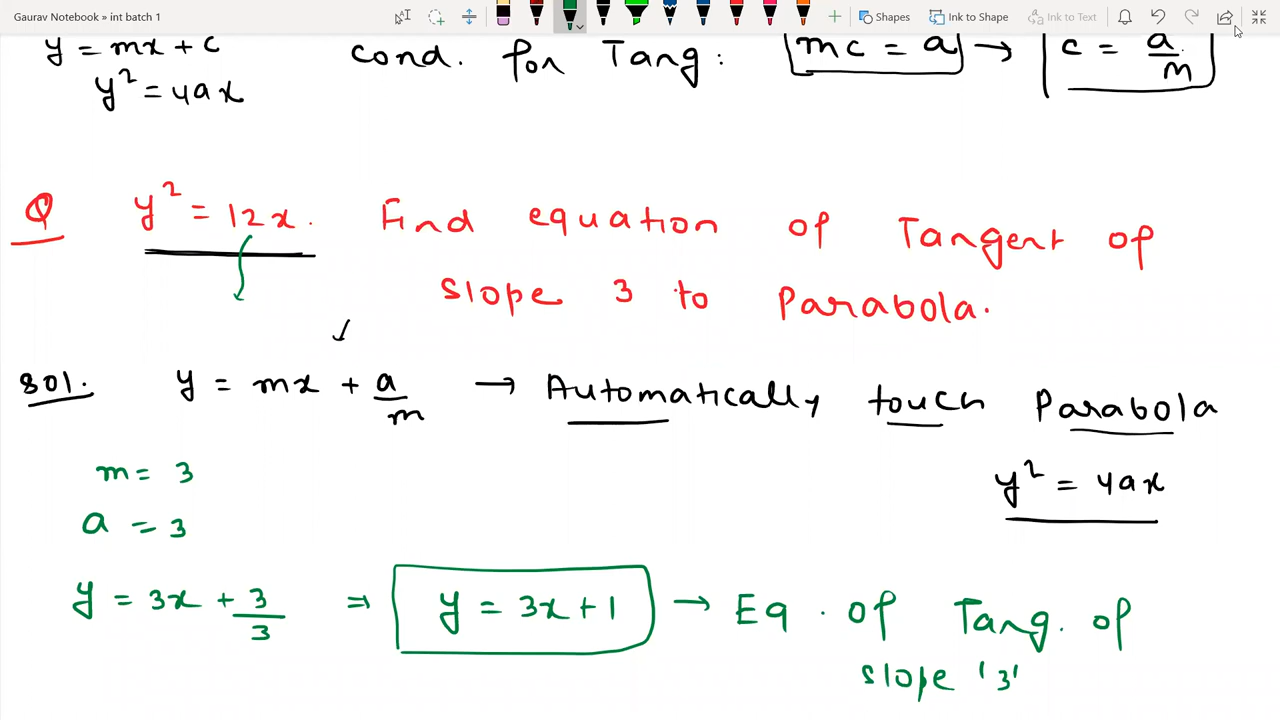 Gaurav Notebook » int batch 1
Shapes Ink to Shape Ink to Text
y = mx + c cond. for Tang : mc = a → c = a/m
y² = 4ax
Q y² = 12x. Find equation of Tangent of
slope 3 to Parabola.
Sol. y = mx + a/m → Automatically touch Parabola
y² = 4ax
m = 3
a = 3
y = 3x + 3/3 ⇒ y = 3x + 1 → Eq. of Tang. of
slope '3'